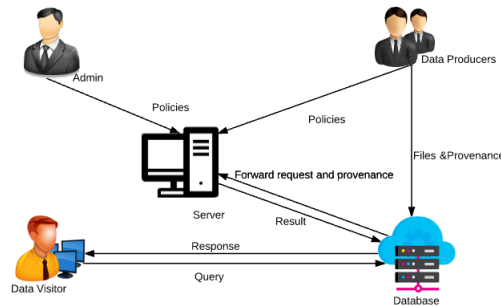 Admin
Data Producers
Policies
Policies
Files &Provenance
Forward request and provenance
Server
Result
Response
Data Visitor
Query
Database